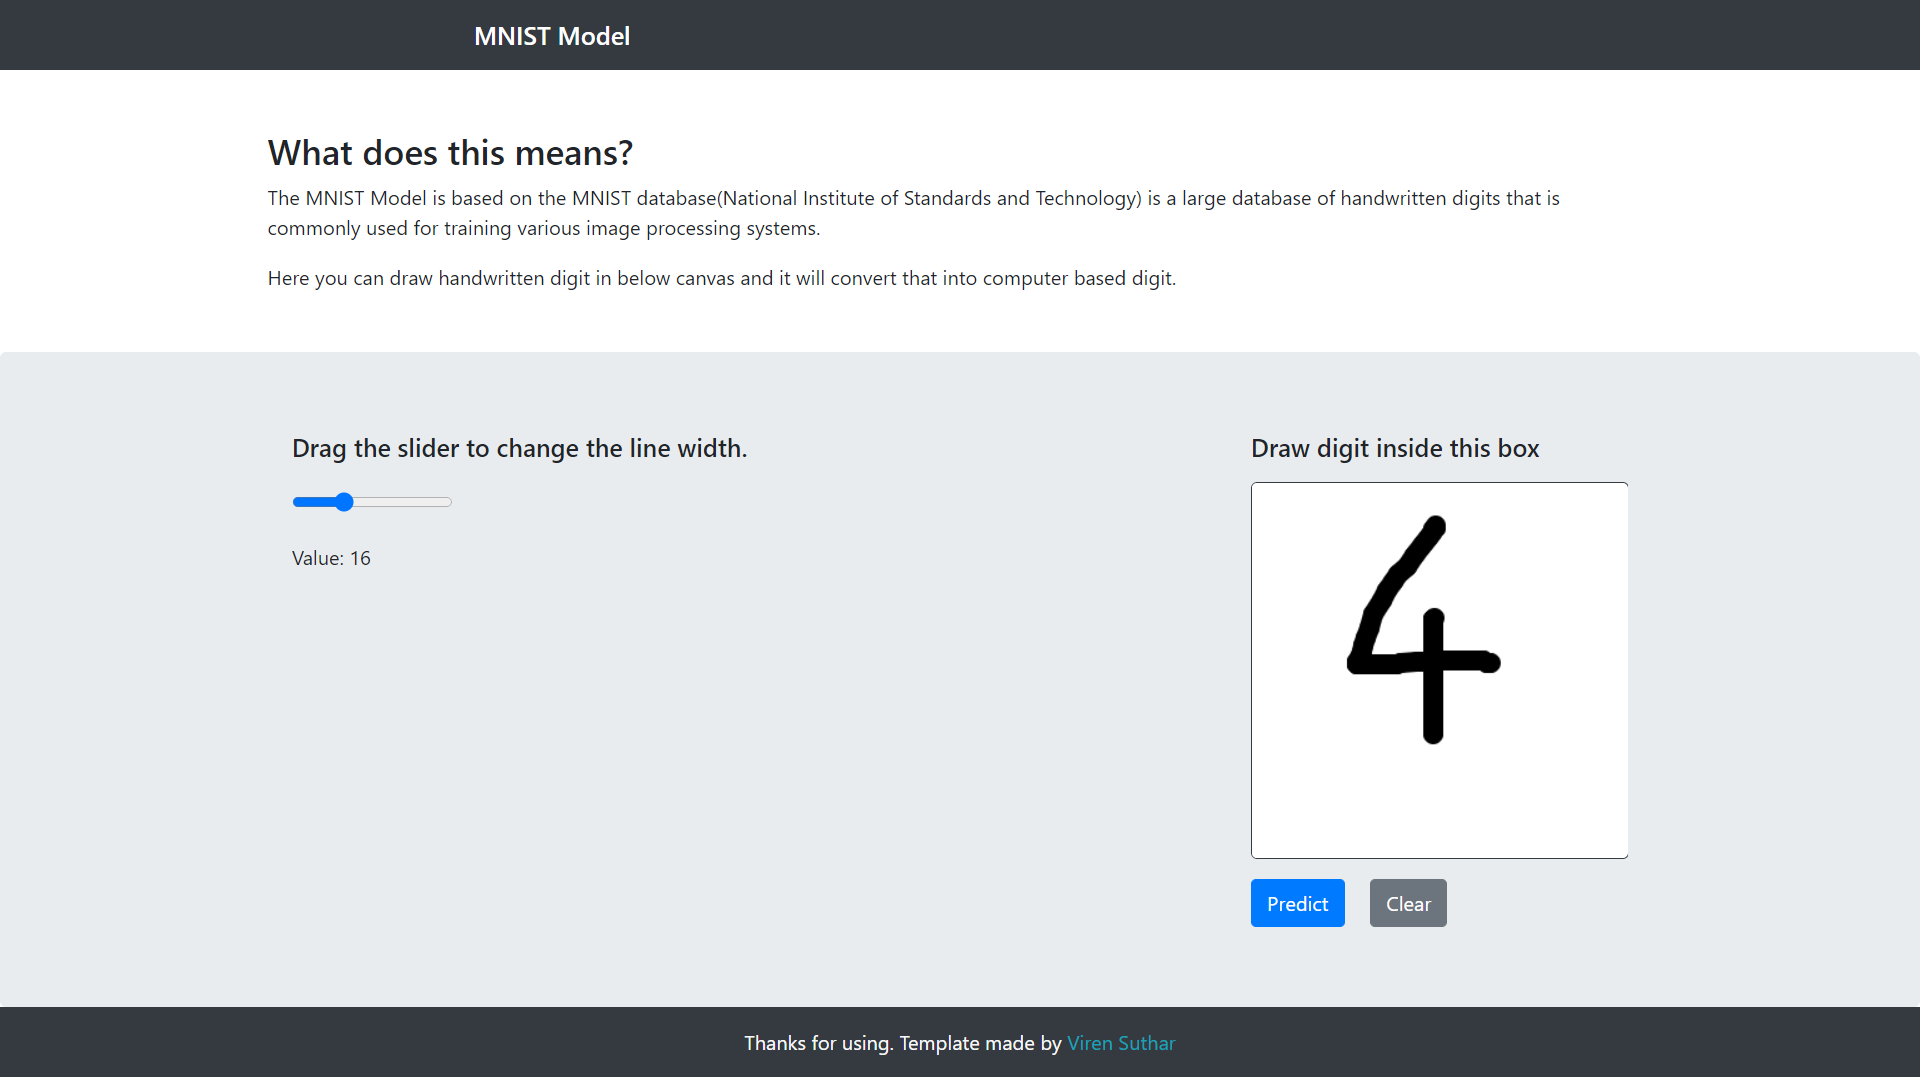 MNIST Model
What does this means?
The MNIST Model is based on the MNIST database(National Institute of Standards and Technology) is a large database of handwritten digits that is
commonly used for training various image processing systems.
Here you can draw handwritten digit in below canvas and it will convert that into computer based digit.
Drag the slider to change the line width.
Value: 16
Draw digit inside this box
4
Predict
Clear
Thanks for using. Template made by Viren Suthar